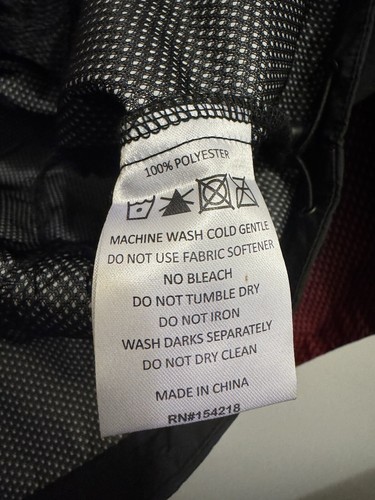 100% POLYESTER
MACHINE WASH COLD GENTLE
DO NOT USE FABRIC SOFTENER
NO BLEACH
DO NOT TUMBLE DRY
DO NOT IRON
WASH DARKS SEPARATELY
DO NOT DRY CLEAN
MADE IN CHINA
RN#154218